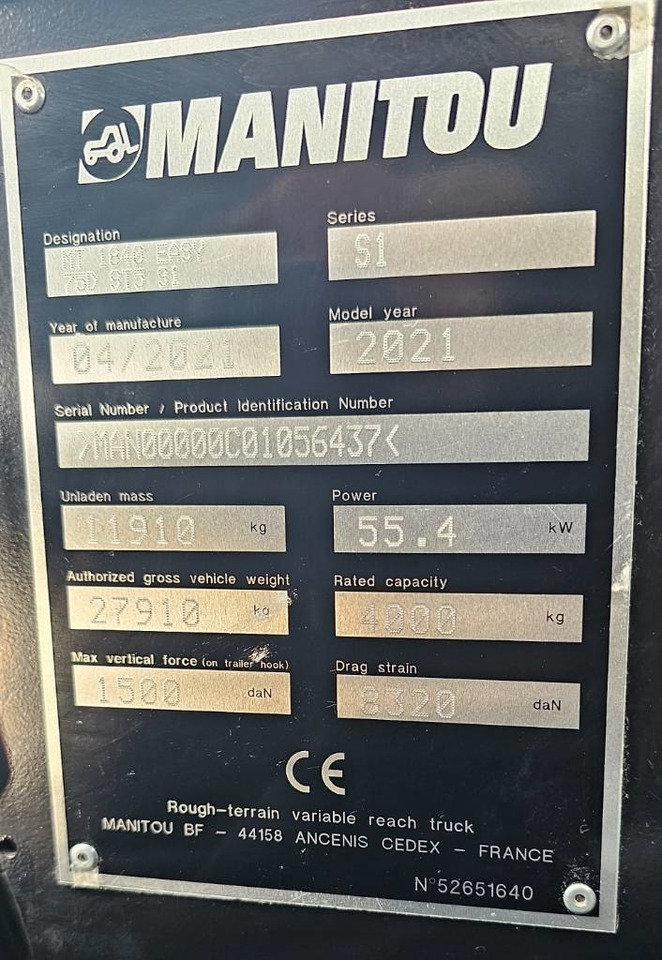 MANITOU
Designation
MT 1840 EASY
75D ST5 S1
Series
S1
Year of manufacture
04/2021
Model year
2021
Serial Number / Product Identification Number
>MAN00000C01056437<
Unladen mass
11910 kg
Power
55.4 kW
Authorized gross vehicle weight
27910 kg
Rated capacity
4000 kg
Max vertical force (on trailer hook)
1500 daN
Drag strain
8320 daN
CE
Rough-terrain variable reach truck
MANITOU BF - 44158 ANCENIS CEDEX - FRANCE
N°52651640